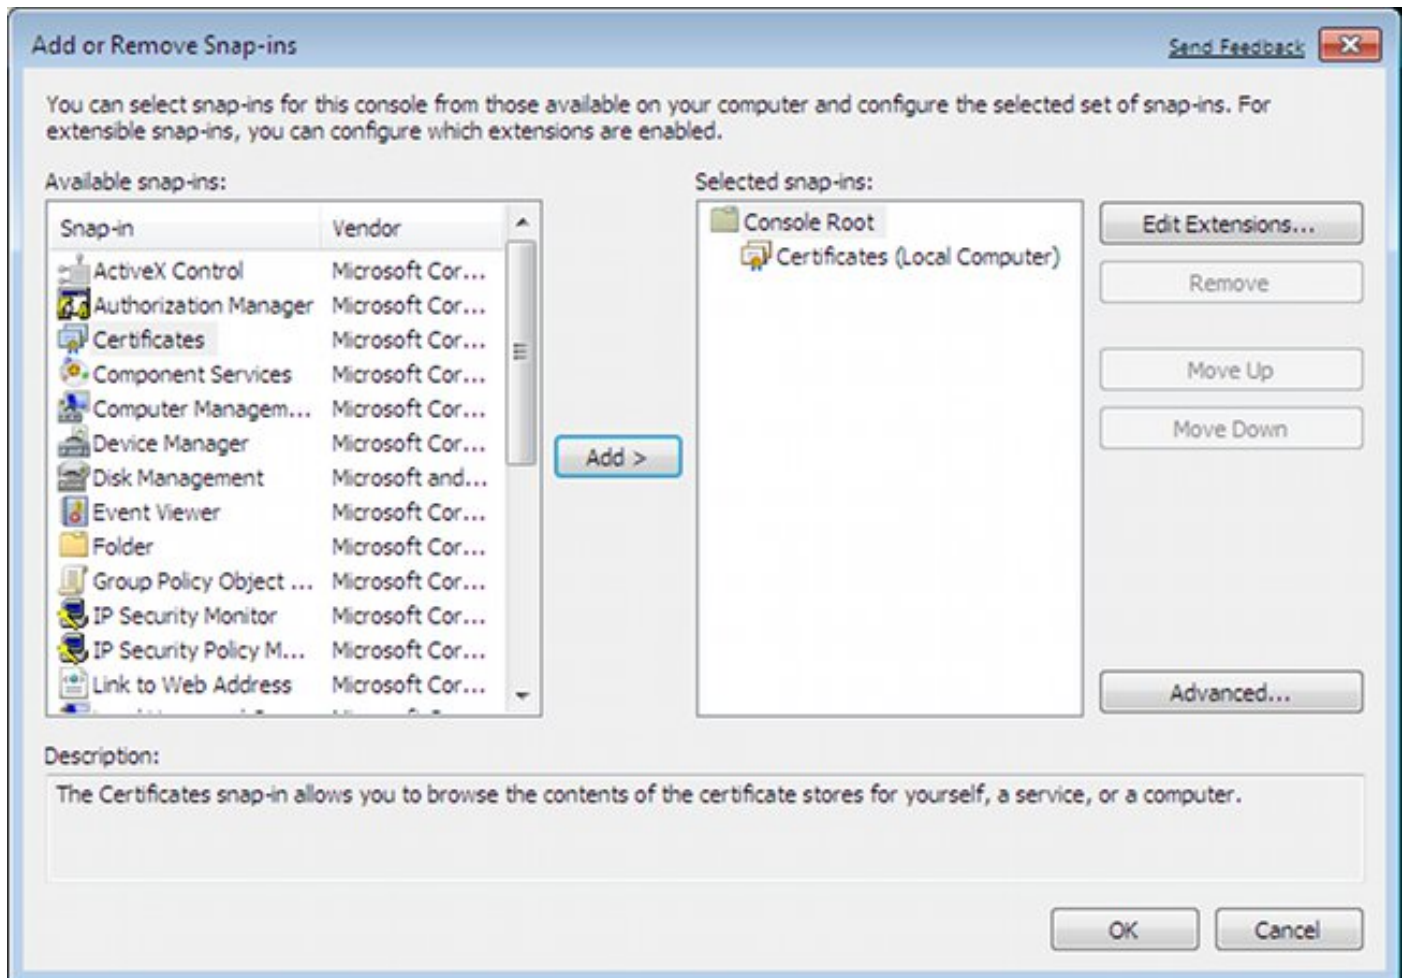 Add or Remove Snap-ins
Send Feedback
You can select snap-ins for this console from those available on your computer and configure the selected set of snap-ins. For
extensible snap-ins, you can configure which extensions are enabled.
Available snap-ins:
Snap-in Vendor
ActiveX Control Microsoft Cor...
Authorization Manager Microsoft Cor...
Certificates Microsoft Cor...
Component Services Microsoft Cor...
Computer Managem... Microsoft Cor...
Device Manager Microsoft Cor...
Disk Management Microsoft and...
Event Viewer Microsoft Cor...
Folder Microsoft Cor...
Group Policy Object ... Microsoft Cor...
IP Security Monitor Microsoft Cor...
IP Security Policy M... Microsoft Cor...
Link to Web Address Microsoft Cor...
Add >
Selected snap-ins:
Console Root
Certificates (Local Computer)
Edit Extensions...
Remove
Move Up
Move Down
Advanced...
Description:
The Certificates snap-in allows you to browse the contents of the certificate stores for yourself, a service, or a computer.
OK
Cancel